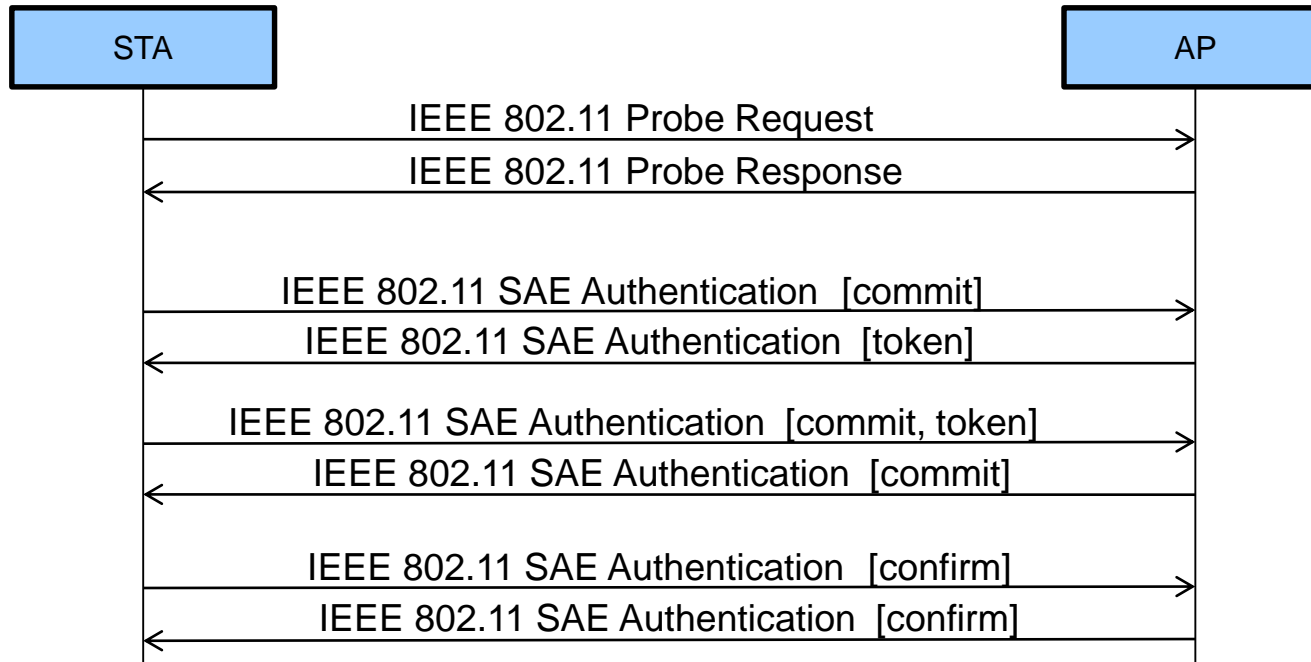 STA
AP
IEEE 802.11 Probe Request
IEEE 802.11 Probe Response
IEEE 802.11 SAE Authentication [commit]
IEEE 802.11 SAE Authentication [token]
IEEE 802.11 SAE Authentication [commit, token]
IEEE 802.11 SAE Authentication [commit]
IEEE 802.11 SAE Authentication [confirm]
IEEE 802.11 SAE Authentication [confirm]